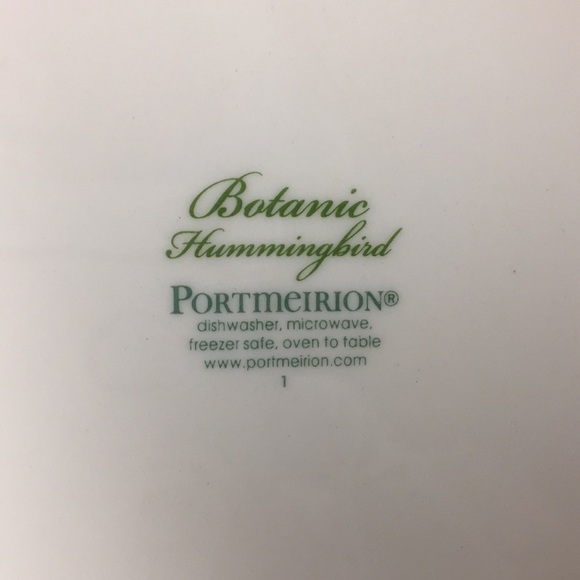 Botanic
Hummingbird
PORTMEIRION®
dishwasher, microwave,
freezer safe, oven to table
www.portmeirion.com
1